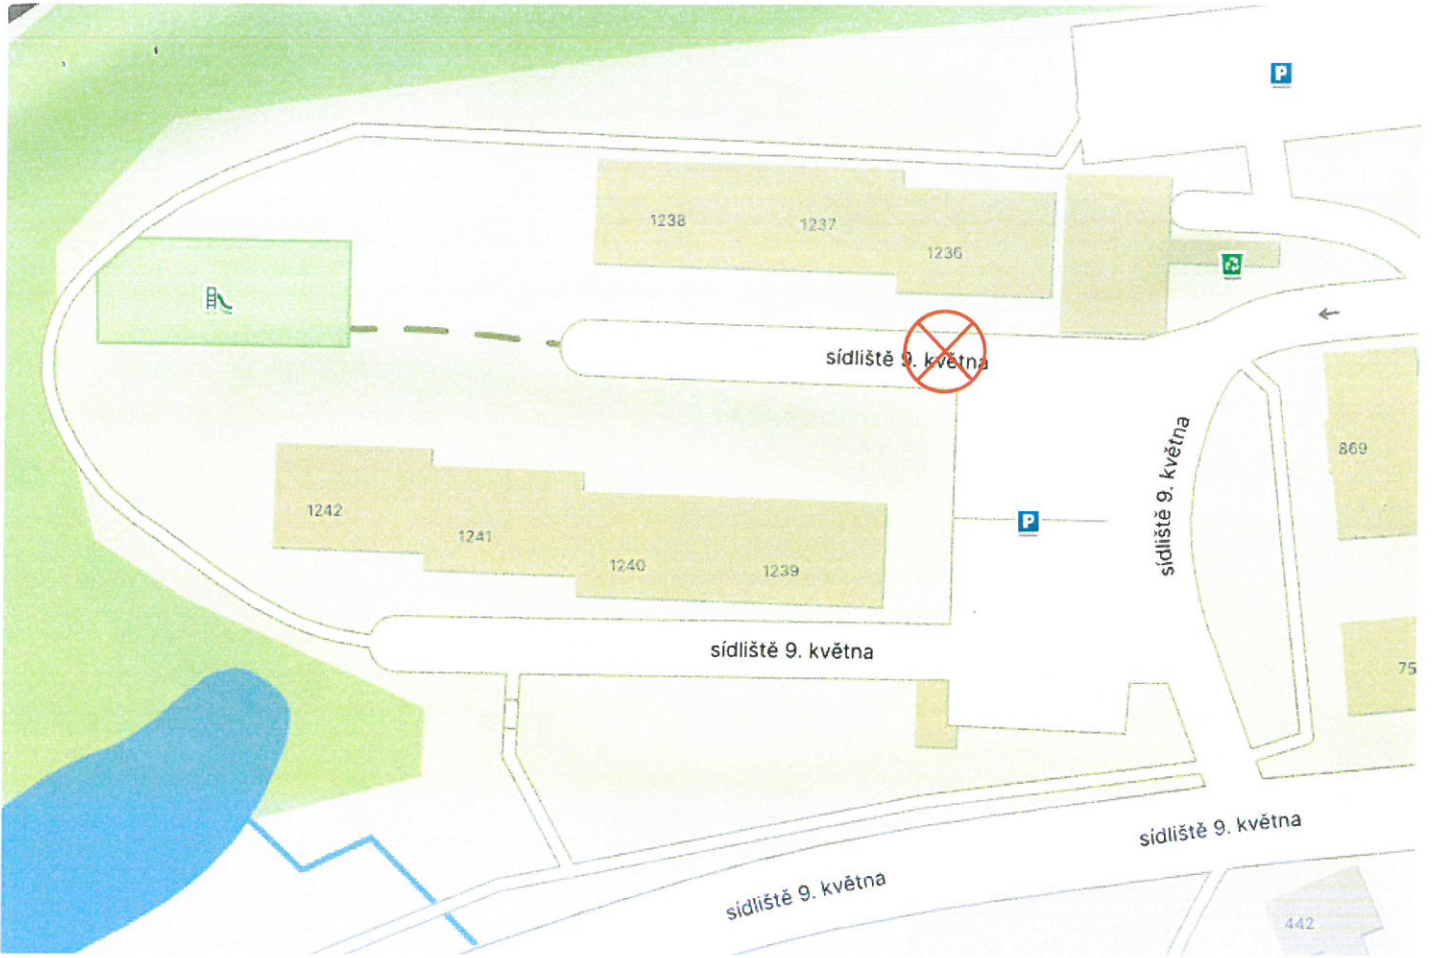 P
1238
1237
1236
sídliště 9. května
sídliště 9. května
869
1242
1241
1240
1239
P
sídliště 9. května
75
sídliště 9. května
sídliště 9. května
442